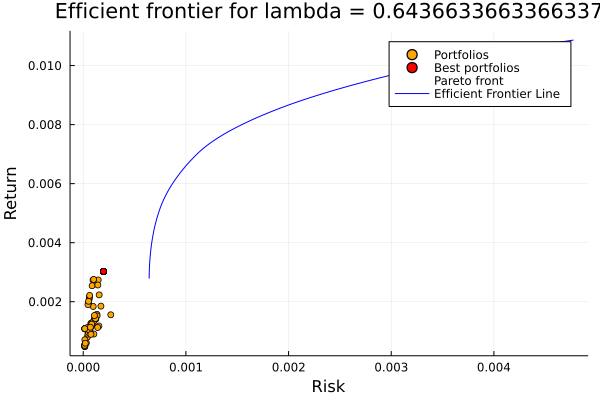 Efficient frontier for lambda = 0.6436633663366337
0.010
0.008
0.006
0.004
0.002
Return
Portfolios
Best portfolios
Pareto front
Efficient Frontier Line
0.000
0.001
0.002
0.003
0.004
Risk